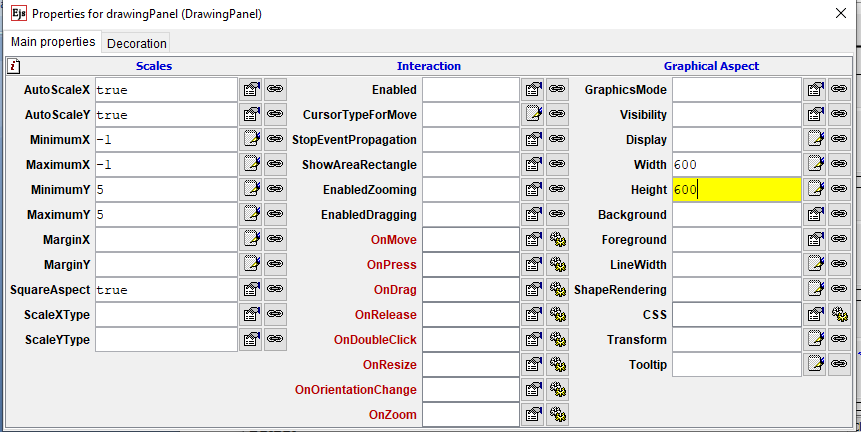 Ejs Properties for drawingPanel (DrawingPanel)
Main properties Decoration
i Scales Interaction Graphical Aspect
AutoScaleX true Enabled GraphicsMode
AutoScaleY true CursorTypeForMove Visibility
MinimumX -1 StopEventPropagation Display
MaximumX -1 ShowAreaRectangle Width 600
MinimumY 5 EnabledZooming Height 600
MaximumY 5 EnabledDragging Background
MarginX OnMove Foreground
MarginY OnPress LineWidth
SquareAspect true OnDrag ShapeRendering
ScaleXType OnRelease CSS
ScaleYType OnDoubleClick Transform
OnResize Tooltip
OnOrientationChange
OnZoom